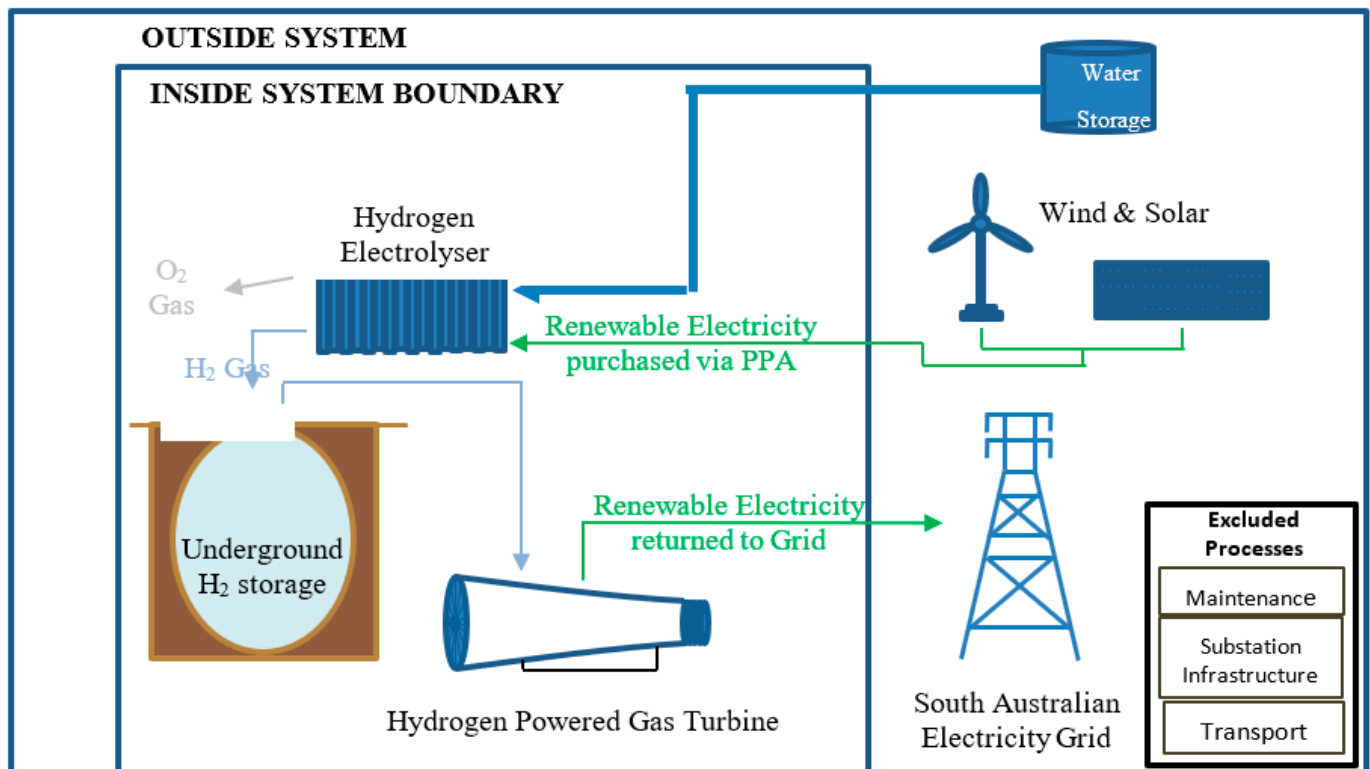 OUTSIDE SYSTEM
INSIDE SYSTEM BOUNDARY
Water
Storage
Wind & Solar
Hydrogen
Electrolyser
O₂
Gas
H₂ Gas
Renewable Electricity
purchased via PPA
Underground
H₂ storage
Renewable Electricity
returned to Grid
Hydrogen Powered Gas Turbine
South Australian
Electricity Grid
Excluded
Processes
Maintenance
Substation
Infrastructure
Transport